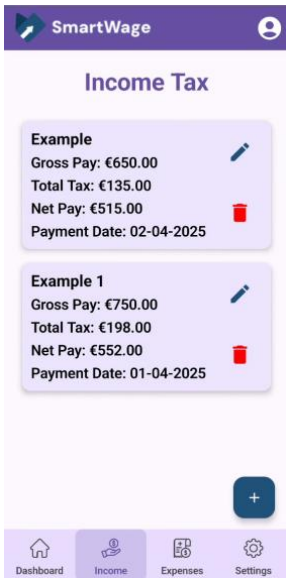 SmartWage
Income Tax
Example
Gross Pay: €650.00
Total Tax: €135.00
Net Pay: €515.00
Payment Date: 02-04-2025
Example 1
Gross Pay: €750.00
Total Tax: €198.00
Net Pay: €552.00
Payment Date: 01-04-2025
+
Dashboard Income Expenses Settings